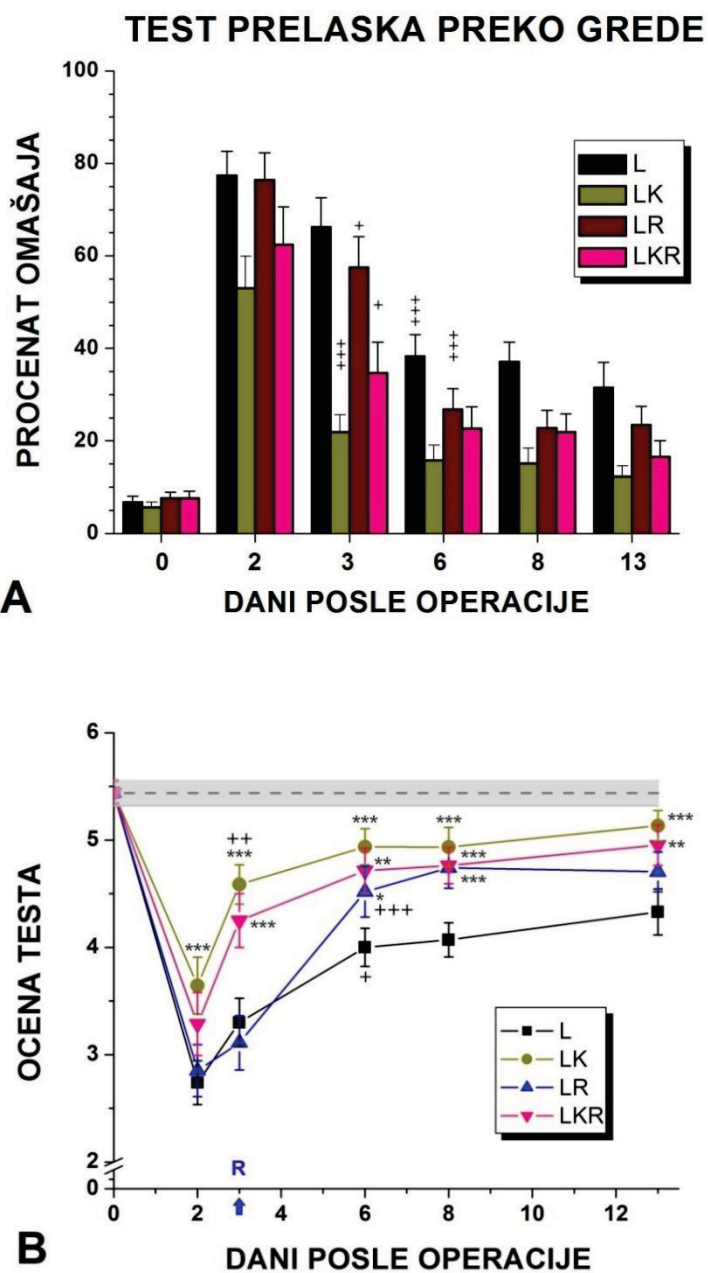 TEST PRELASKA PREKO GREDE
PROCENAT OMAŠAJA
100
80
60
40
20
0
L
LK
LR
LKR
+++
+
+
+++
+++
0 2 3 6 8 13
DANI POSLE OPERACIJE
A
OCENA TESTA
6
5
4
3
2
0
***
++
***
***
***
**
*
+++
+
***
***
***
***
**
L
LK
LR
LKR
R
0 2 4 6 8 10 12
DANI POSLE OPERACIJE
B